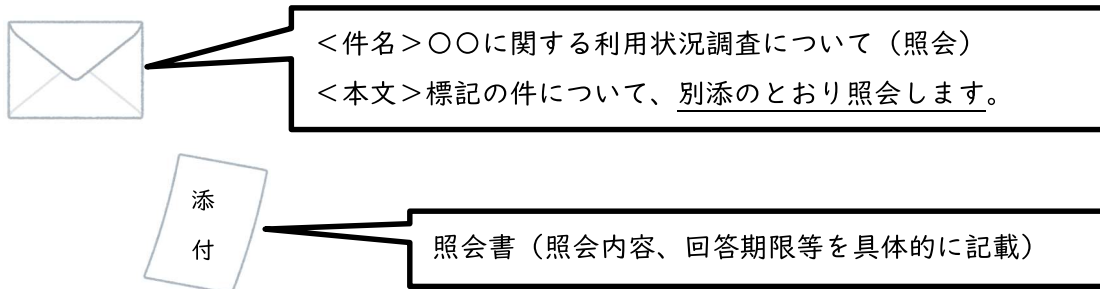 ＜件名＞〇〇に関する利用状況調査について（照会）
＜本文＞標記の件について、別添のとおり照会します。
添
付
照会書（照会内容、回答期限等を具体的に記載）